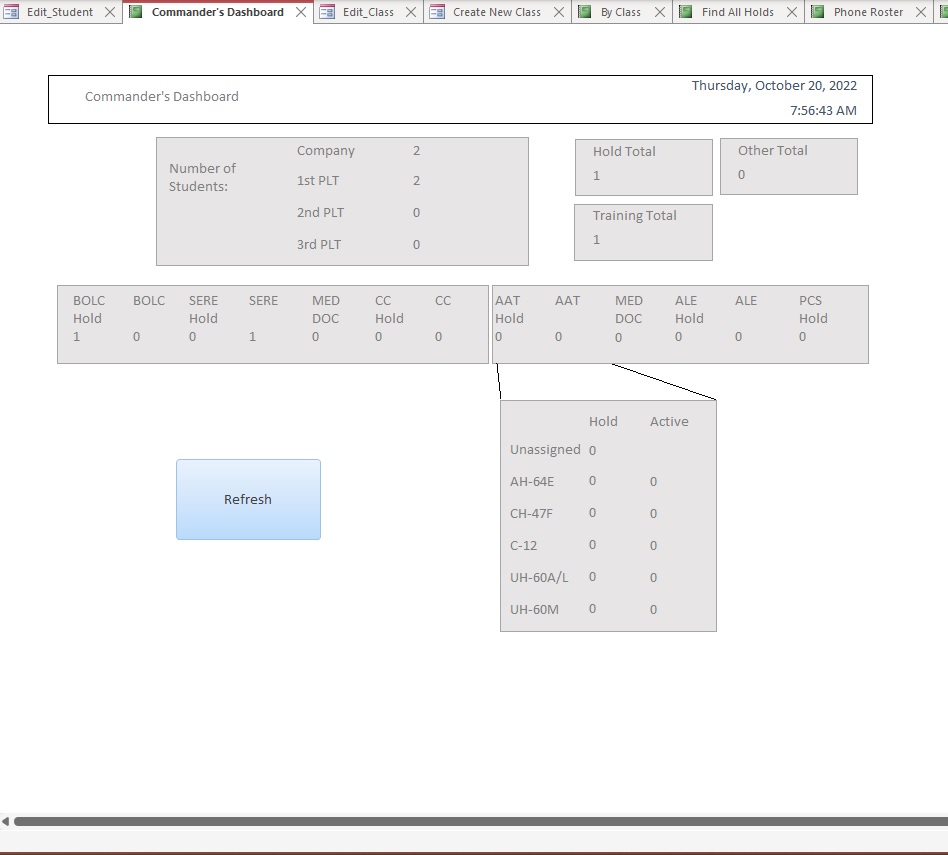 Edit_Student Commander's Dashboard Edit_Class Create New Class By Class Find All Holds Phone Roster
Commander's Dashboard
Thursday, October 20, 2022
7:56:43 AM
Number of
Students:
Company 2
1st PLT 2
2nd PLT 0
3rd PLT 0
Hold Total
1
Other Total
0
Training Total
1
BOLC BOLC SERE SERE MED CC CC AAT AAT MED ALE ALE PCS
Hold Hold DOC Hold Hold DOC Hold Hold
1 0 0 1 0 0 0 0 0 0 0 0 0
Hold Active
Unassigned 0
AH-64E 0 0
CH-47F 0 0
C-12 0 0
UH-60A/L 0 0
UH-60M 0 0
Refresh